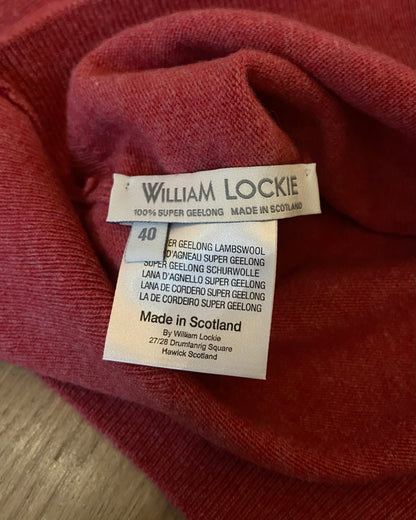 WILLIAM LOCKIE
100% SUPER GEELONG MADE IN SCOTLAND
40
ER GEELONG LAMBSWOOL
D'AGNEAU SUPER GEELONG
SUPER GEELONG SCHURWOLLE
LANA D'AGNELLO SUPER GEELONG
LANA DE CORDERO SUPER GEELONG
LA DE CORDEIRO SUPER GEELONG
Made in Scotland
By William Lockie
27/28 Drumlanrig Square
Hawick Scotland